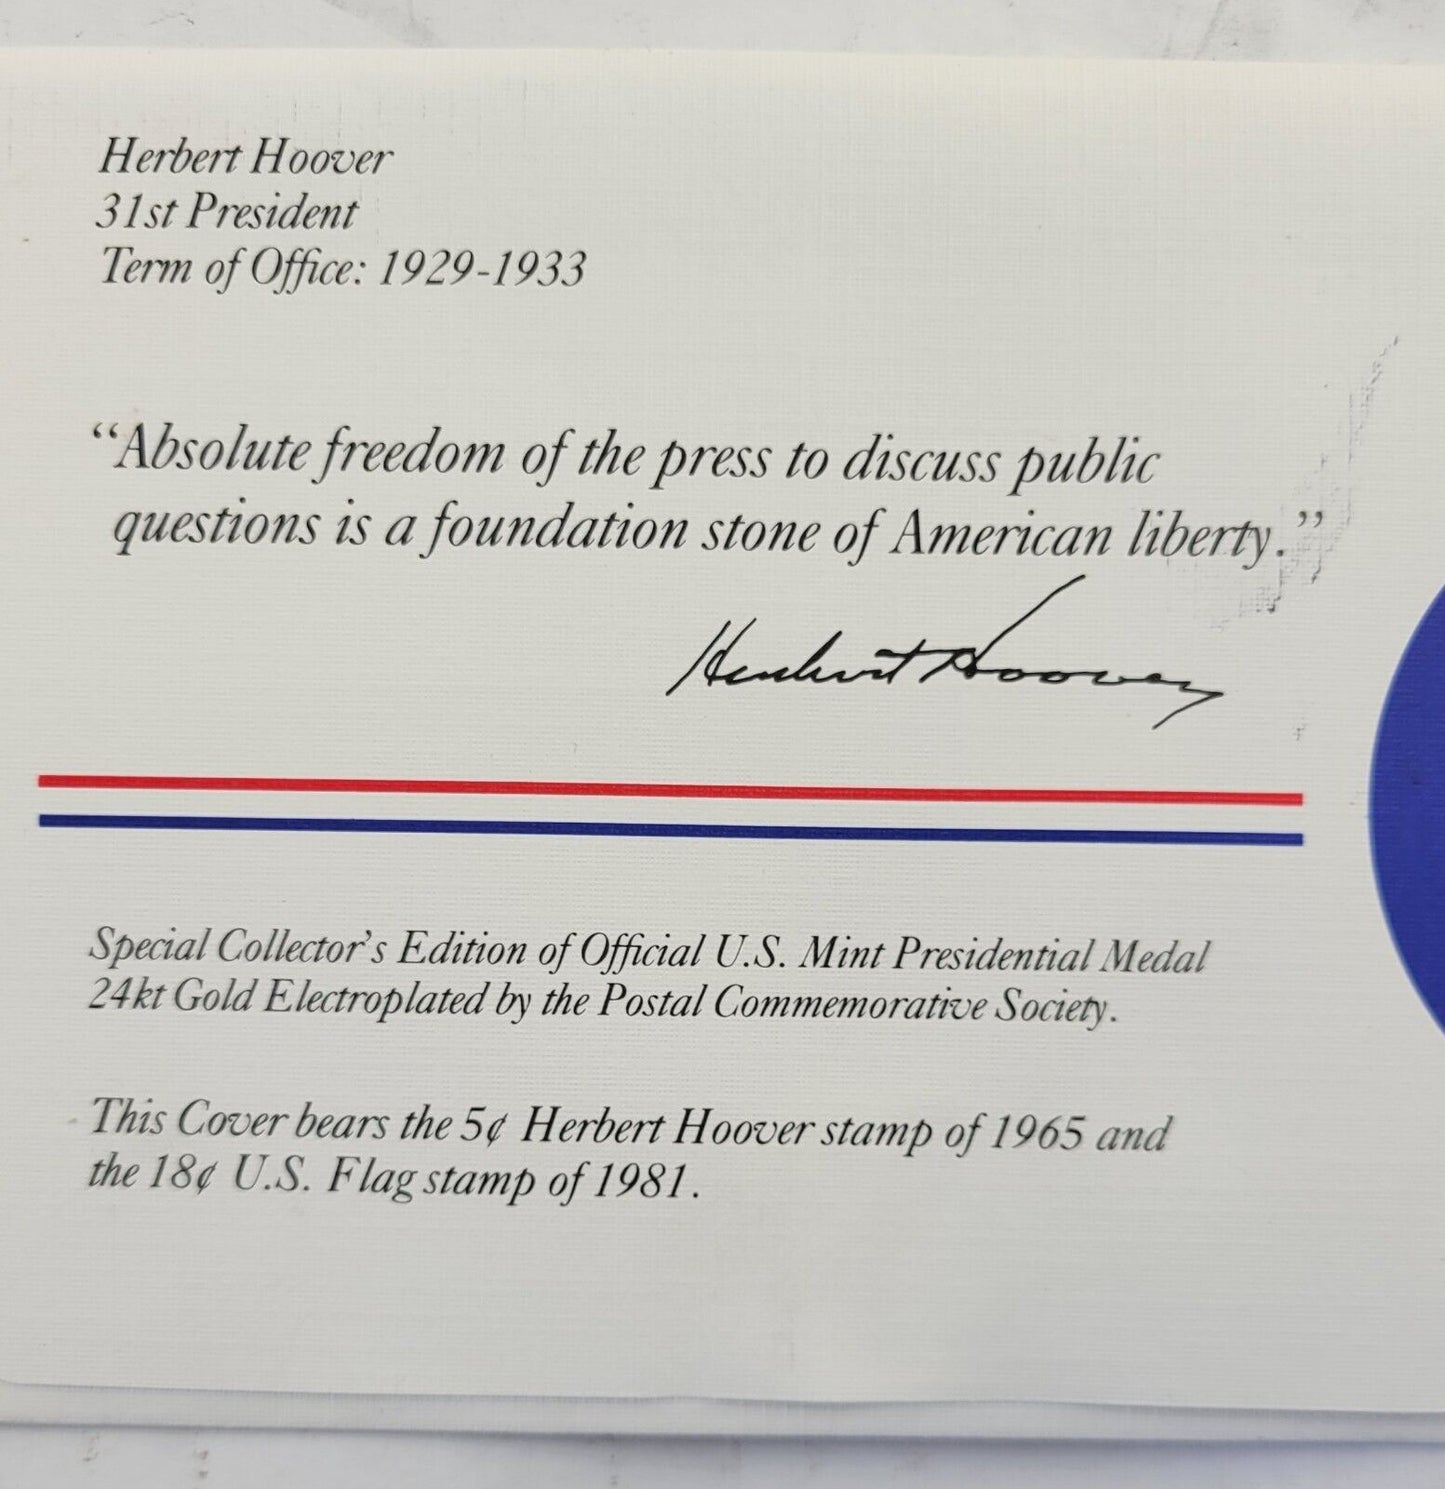 Herbert Hoover
31st President
Term of Office: 1929-1933
“Absolute freedom of the press to discuss public
questions is a foundation stone of American liberty.”
Herbert Hoover
Special Collector's Edition of Official U.S. Mint Presidential Medal
24kt Gold Electroplated by the Postal Commemorative Society.
This Cover bears the 5¢ Herbert Hoover stamp of 1965 and
the 18¢ U.S. Flag stamp of 1981.